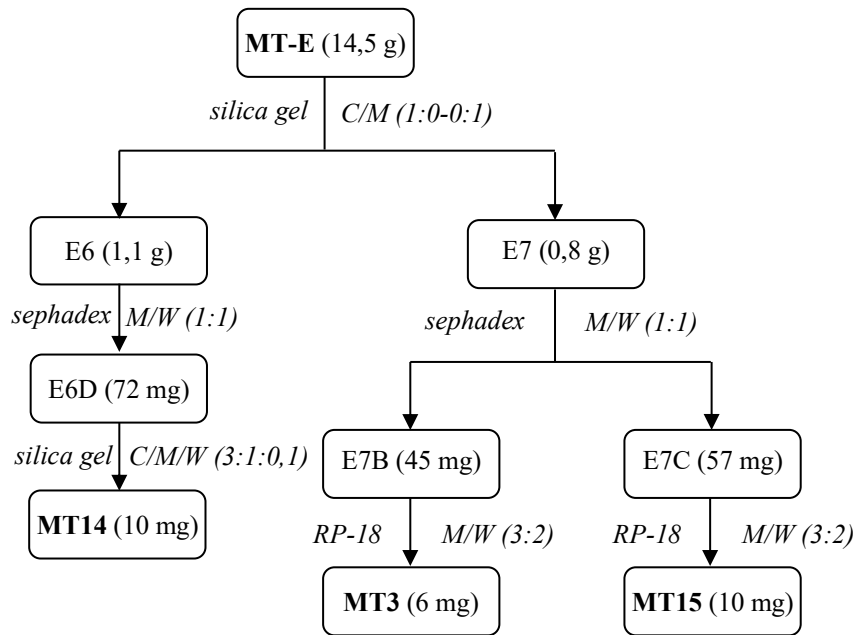 MT-E (14,5 g)
silica gel C/M (1:0-0:1)
E6 (1,1 g) E7 (0,8 g)
sephadex M/W (1:1) sephadex M/W (1:1)
E6D (72 mg)
silica gel C/M/W (3:1:0,1) E7B (45 mg) E7C (57 mg)
MT14 (10 mg) RP-18 M/W (3:2) RP-18 M/W (3:2)
MT3 (6 mg) MT15 (10 mg)